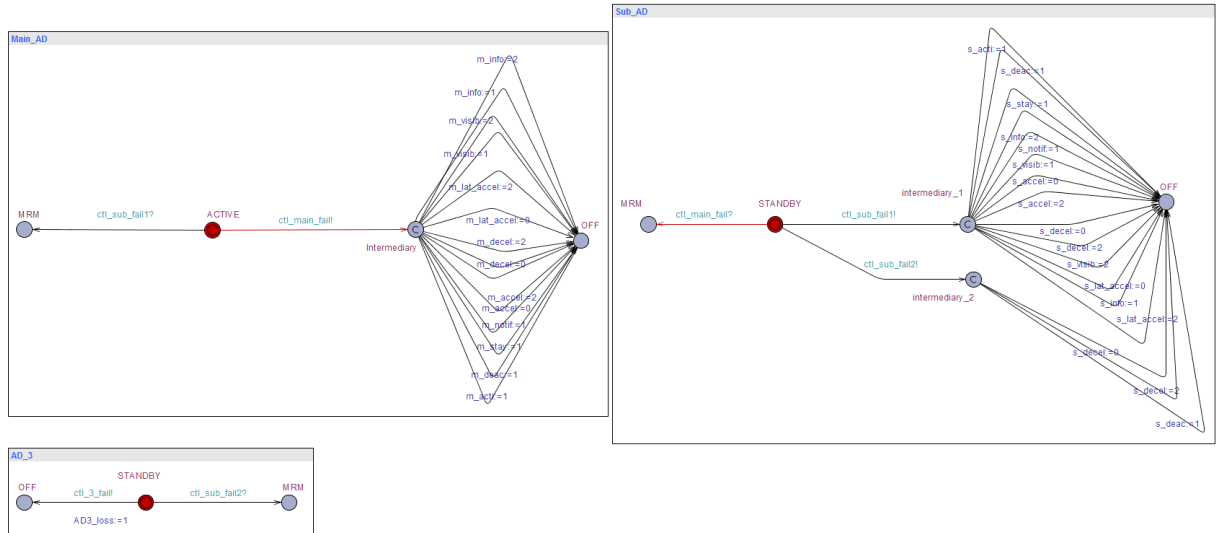 Main_AD
m_info:=2
m_info:=1
m_visib:=2
m_visib:=1
m_lat_accel:=2
MRM
ctl_sub_fail1?
ACTIVE
ctl_main_fail!
m_lat_accel:=0
OFF
Intermediary
m_decel:=2
m_decel:=0
m_accel:=2
m_accel:=0
m_notif:=1
m_stay:=1
m_deac:=1
m_acti:=1
Sub_AD
s_acti:=1
s_deac:=1
s_stay:=1
s_info:=2
s_notif:=1
s_visib:=1
s_accel:=0
intermediary_1
OFF
s_accel:=2
MRM
ctl_main_fail?
STANDBY
ctl_sub_fail1!
s_decel:=0
s_decel:=2
ctl_sub_fail2!
s_visib:=2
s_lat_accel:=0
intermediary_2
s_info:=1
s_lat_accel:=2
s_decel:=0
s_decel:=2
s_deac:=1
AD_3
STANDBY
OFF
ctl_3_fail!
ctl_sub_fail2?
MRM
AD3_loss:=1
C
C
C